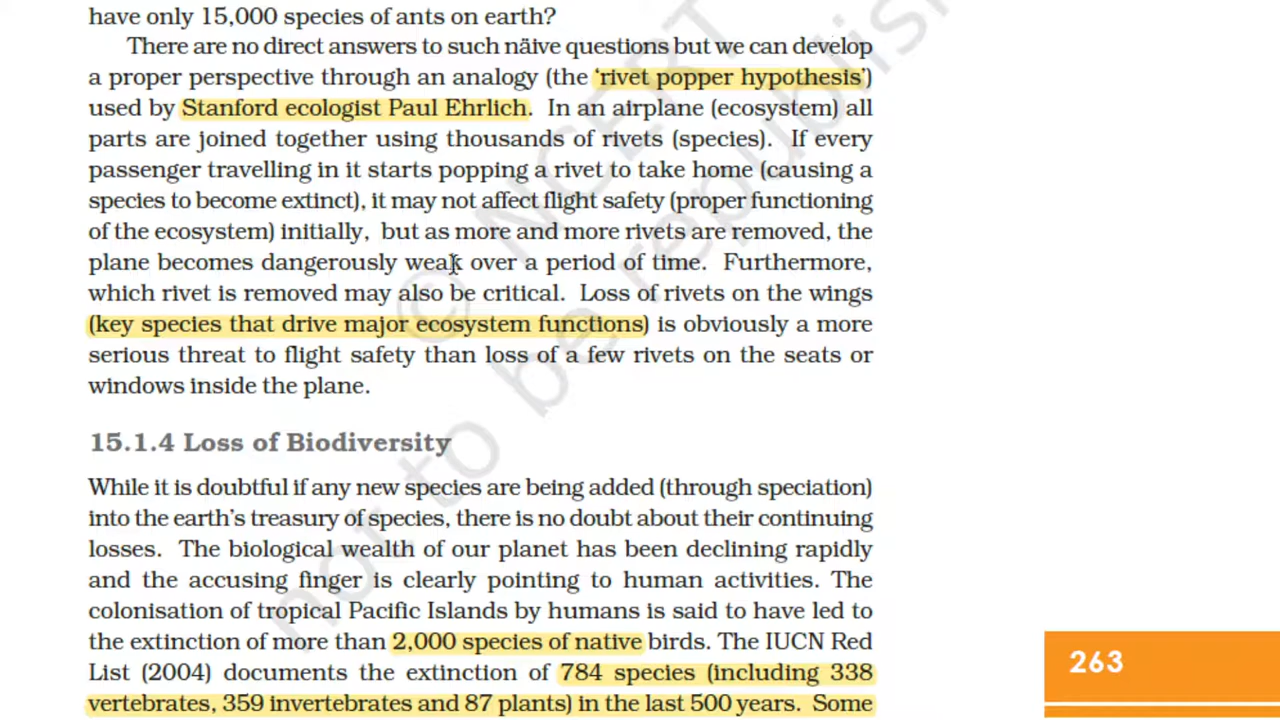 have only 15,000 species of ants on earth?
There are no direct answers to such näive questions but we can develop
a proper perspective through an analogy (the ‘rivet popper hypothesis’)
used by Stanford ecologist Paul Ehrlich. In an airplane (ecosystem) all
parts are joined together using thousands of rivets (species). If every
passenger travelling in it starts popping a rivet to take home (causing a
species to become extinct), it may not affect flight safety (proper functioning
of the ecosystem) initially, but as more and more rivets are removed, the
plane becomes dangerously weak over a period of time. Furthermore,
which rivet is removed may also be critical. Loss of rivets on the wings
(key species that drive major ecosystem functions) is obviously a more
serious threat to flight safety than loss of a few rivets on the seats or
windows inside the plane.
15.1.4 Loss of Biodiversity
While it is doubtful if any new species are being added (through speciation)
into the earth’s treasury of species, there is no doubt about their continuing
losses. The biological wealth of our planet has been declining rapidly
and the accusing finger is clearly pointing to human activities. The
colonisation of tropical Pacific Islands by humans is said to have led to
the extinction of more than 2,000 species of native birds. The IUCN Red
List (2004) documents the extinction of 784 species (including 338
vertebrates, 359 invertebrates and 87 plants) in the last 500 years. Some
263
© NCERT
not to be republish